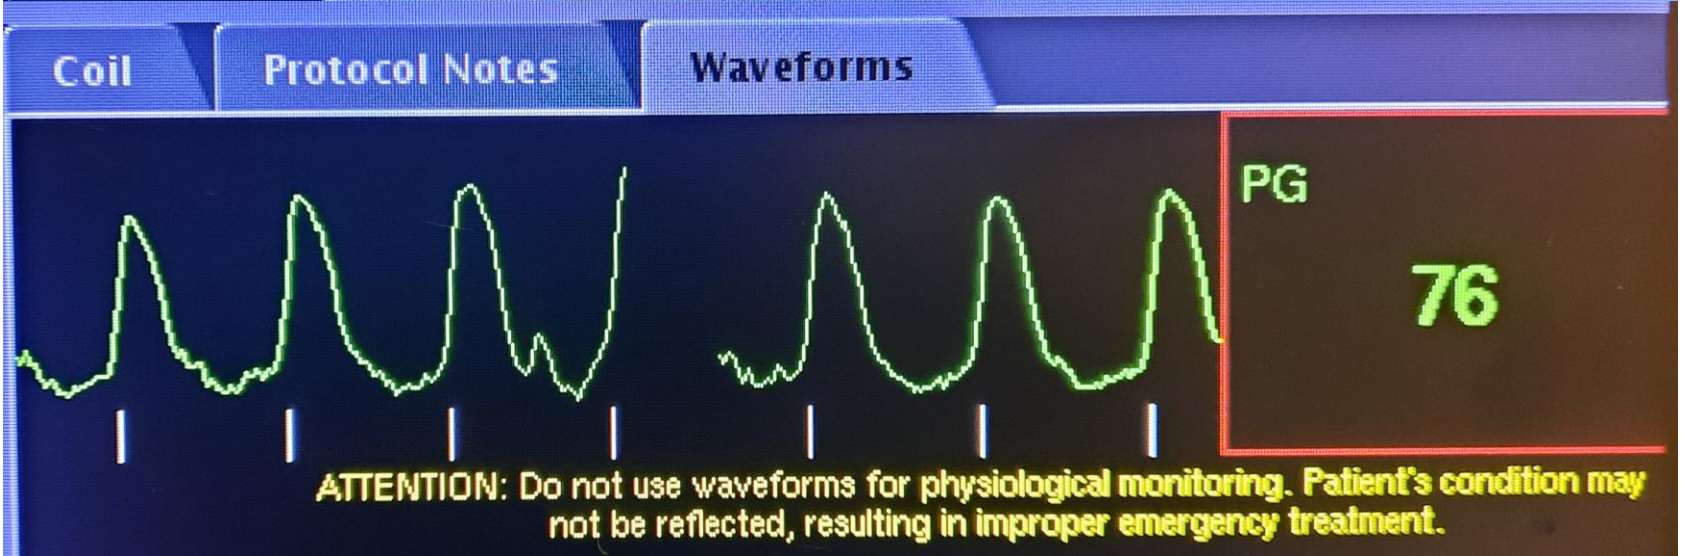 Coil
Protocol Notes
Waveforms
PG
76
ATTENTION: Do not use waveforms for physiological monitoring. Patient's condition may
not be reflected, resulting in improper emergency treatment.